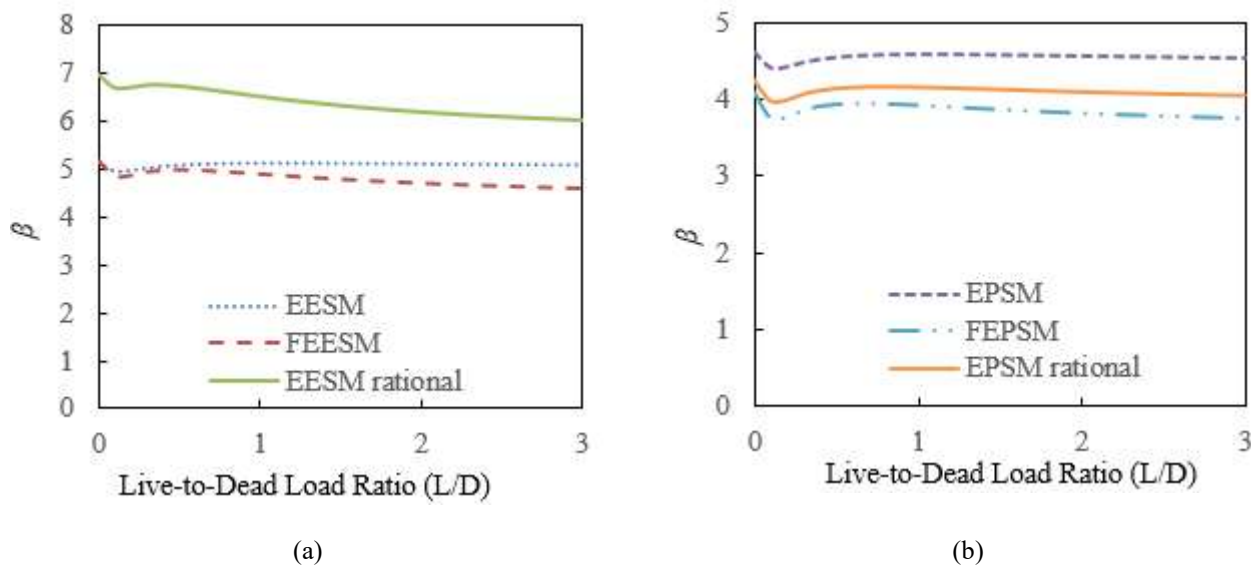 8
7
6
5
4
3
2
1
0
β
EESM
FEESM
EESM rational
0 1 2 3
Live-to-Dead Load Ratio (L/D)
(a)
5
4
3
2
1
0
β
EPSM
FEPSM
EPSM rational
0 1 2 3
Live-to-Dead Load Ratio (L/D)
(b)